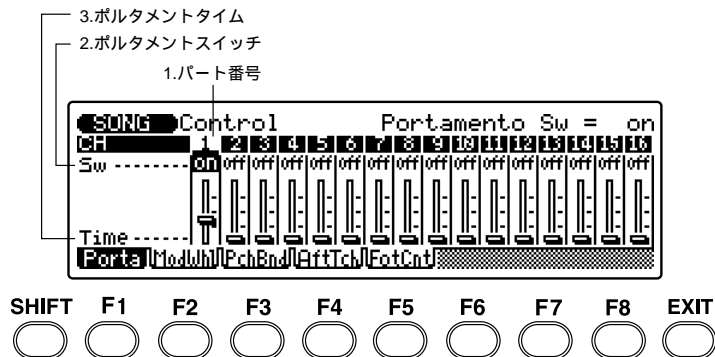 3.ポルタメントタイム
2.ポルタメントスイッチ
1.パート番号
SONG Control Portamento Sw = on
CH 1 2 3 4 5 6 7 8 9 10 11 12 13 14 15 16
Sw -------- on off off off off off off off off off off off off off off off
Time ------
Porta ModWhl PchBnd AftTch FotCnt
SHIFT F1 F2 F3 F4 F5 F6 F7 F8 EXIT